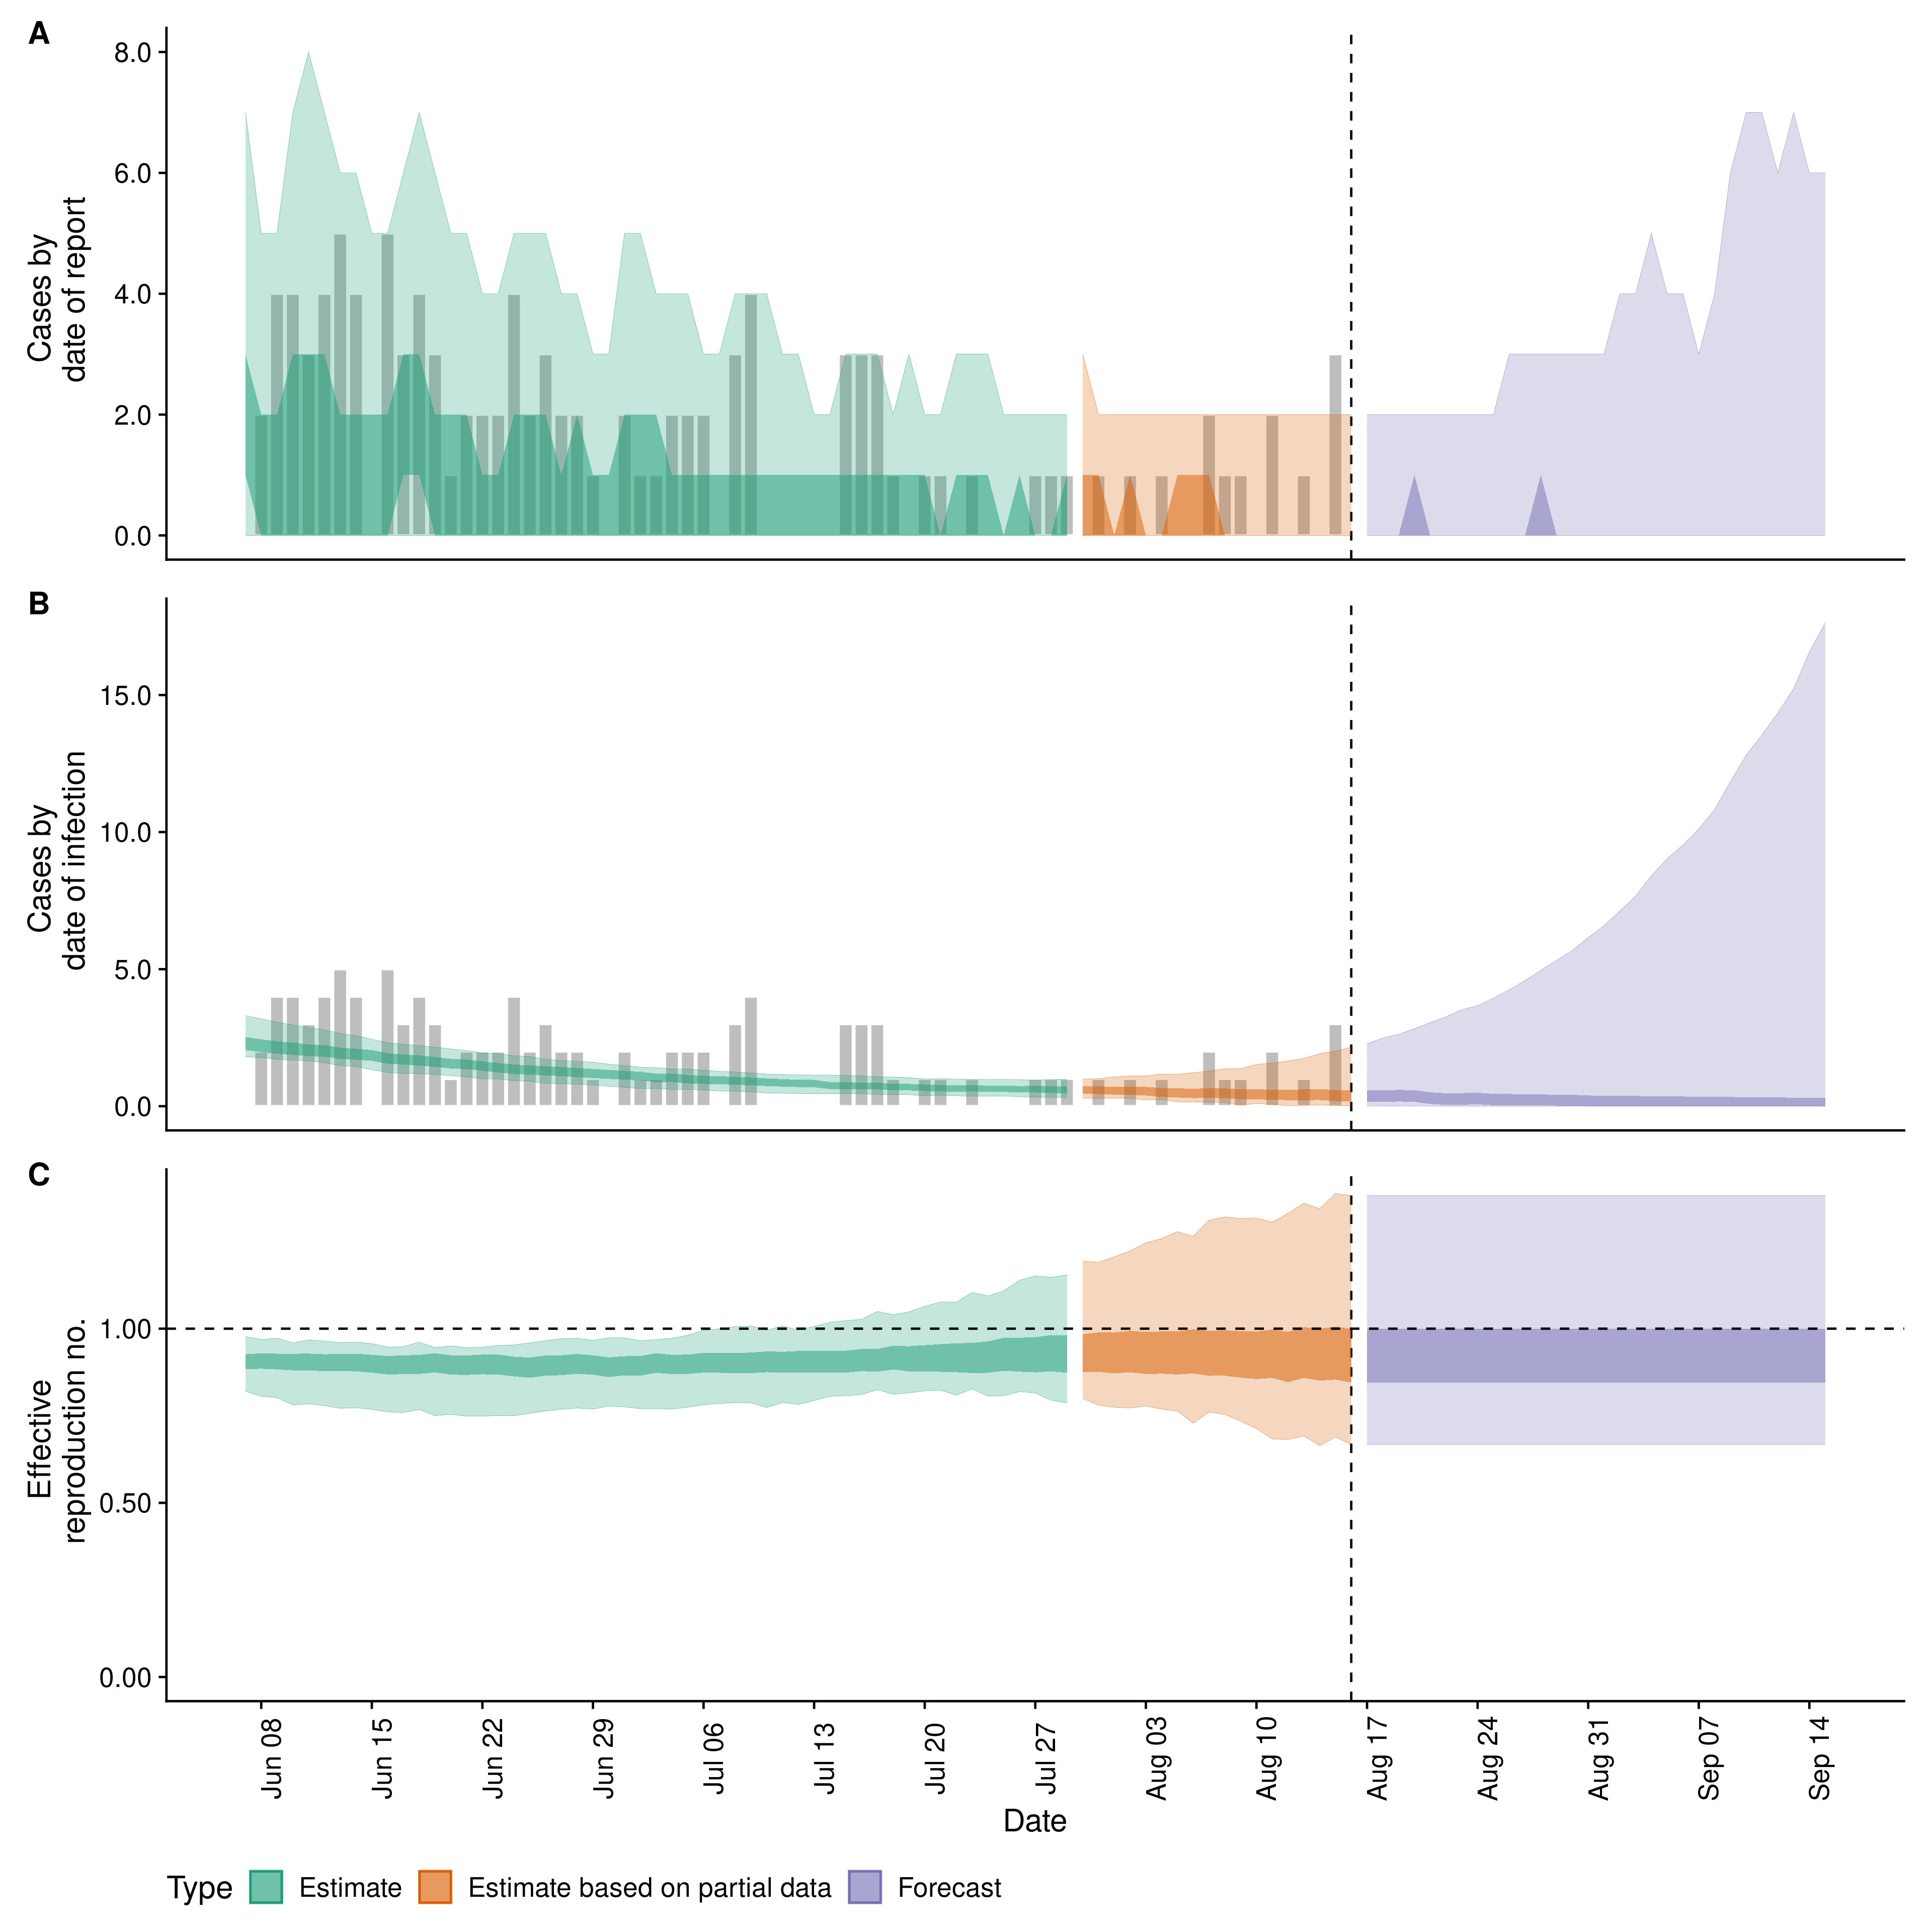 A
Cases by
date of report
8.0
6.0
4.0
2.0
0.0
B
Cases by
date of infection
15.0
10.0
5.0
0.0
C
Effective
reproduction no.
1.00
0.50
0.00
Jun 08
Jun 15
Jun 22
Jun 29
Jul 06
Jul 13
Jul 20
Jul 27
Aug 03
Aug 10
Aug 17
Aug 24
Aug 31
Sep 07
Sep 14
Date
Type Estimate Estimate based on partial data Forecast